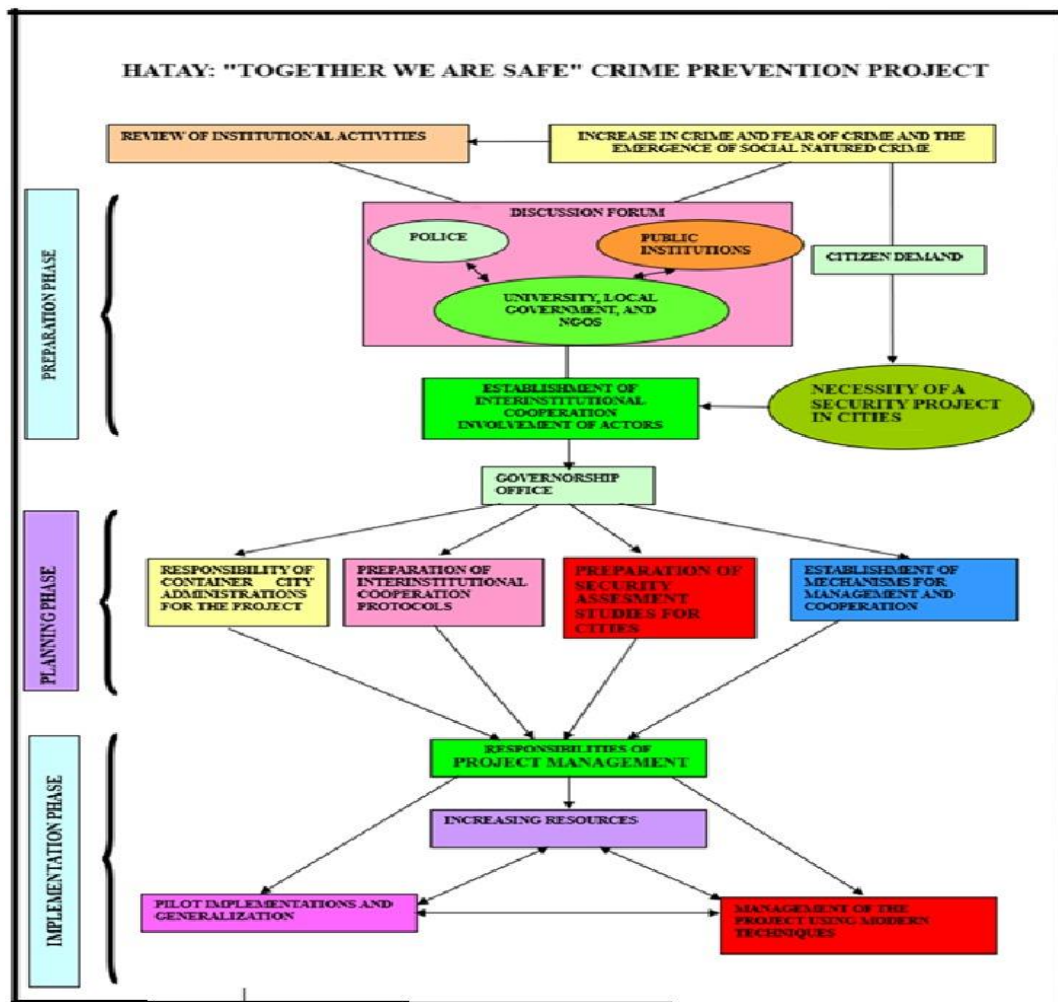 HATAY: "TOGETHER WE ARE SAFE" CRIME PREVENTION PROJECT
REVIEW OF INSTITUTIONAL ACTIVITIES
INCREASE IN CRIME AND FEAR OF CRIME AND THE
EMERGENCE OF SOCIAL NATURED CRIME
PREPARATION PHASE
DISCUSSION FORUM
POLICE
PUBLIC
INSTITUTIONS
CITIZEN DEMAND
UNIVERSITY, LOCAL
GOVERNMENT, AND
NGOS
ESTABLISHMENT OF
INTERINSTITUTIONAL
COOPERATION
INVOLVEMENT OF ACTORS
NECESSITY OF A
SECURITY PROJECT
IN CITIES
GOVERNORSHIP
OFFICE
PLANNING PHASE
RESPONSIBILITY OF
CONTAINER CITY
ADMINISTRATIONS
FOR THE PROJECT
PREPARATION OF
INTERINSTITUTIONAL
COOPERATION
PROTOCOLS
PREPARATION OF
SECURITY
ASSESMENT
STUDIES FOR
CITIES
ESTABLISHMENT OF
MECHANISMS FOR
MANAGEMENT AND
COOPERATION
IMPLEMENTATION PHASE
RESPONSIBILITIES OF
PROJECT MANAGEMENT
INCREASING RESOURCES
PILOT IMPLEMENTATIONS AND
GENERALIZATION
MANAGEMENT OF THE
PROJECT USING MODERN
TECHNIQUES